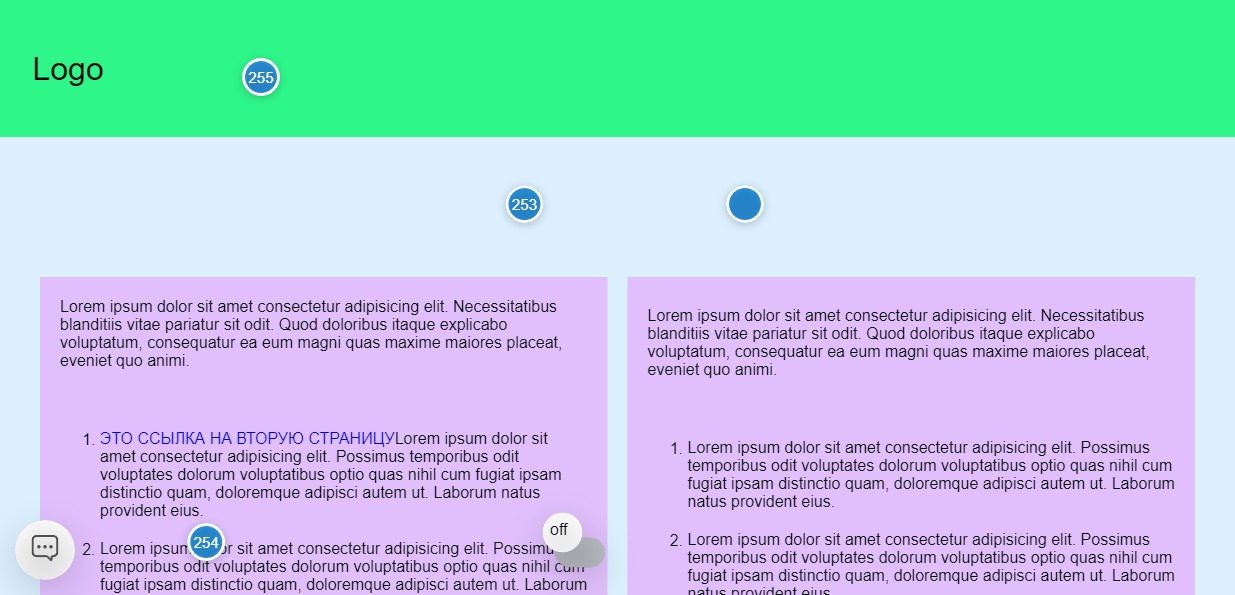 Logo
255
253
Lorem ipsum dolor sit amet consectetur adipisicing elit. Necessitatibus
blanditiis vitae pariatur sit odit. Quod doloribus itaque explicabo
voluptatum, consequatur ea eum magni quas maxime maiores placeat,
eveniet quo animi.
1. ЭТО ССЫЛКА НА ВТОРУЮ СТРАНИЦУLorem ipsum dolor sit
amet consectetur adipisicing elit. Possimus temporibus odit
voluptates dolorum voluptatibus optio quas nihil cum fugiat ipsam
distinctio quam, doloremque adipisci autem ut. Laborum natus
provident eius.
254
off
2. Lorem ipsum dolor sit amet consectetur adipisicing elit. Possimus
temporibus odit voluptates dolorum voluptatibus optio quas nihil cum
fugiat ipsam distinctio quam, doloremque adipisci autem ut. Laborum
Lorem ipsum dolor sit amet consectetur adipisicing elit. Necessitatibus
blanditiis vitae pariatur sit odit. Quod doloribus itaque explicabo
voluptatum, consequatur ea eum magni quas maxime maiores placeat,
eveniet quo animi.
1. Lorem ipsum dolor sit amet consectetur adipisicing elit. Possimus
temporibus odit voluptates dolorum voluptatibus optio quas nihil cum
fugiat ipsam distinctio quam, doloremque adipisci autem ut. Laborum
natus provident eius.
2. Lorem ipsum dolor sit amet consectetur adipisicing elit. Possimus
temporibus odit voluptates dolorum voluptatibus optio quas nihil cum
fugiat ipsam distinctio quam, doloremque adipisci autem ut. Laborum
natus provident eius.